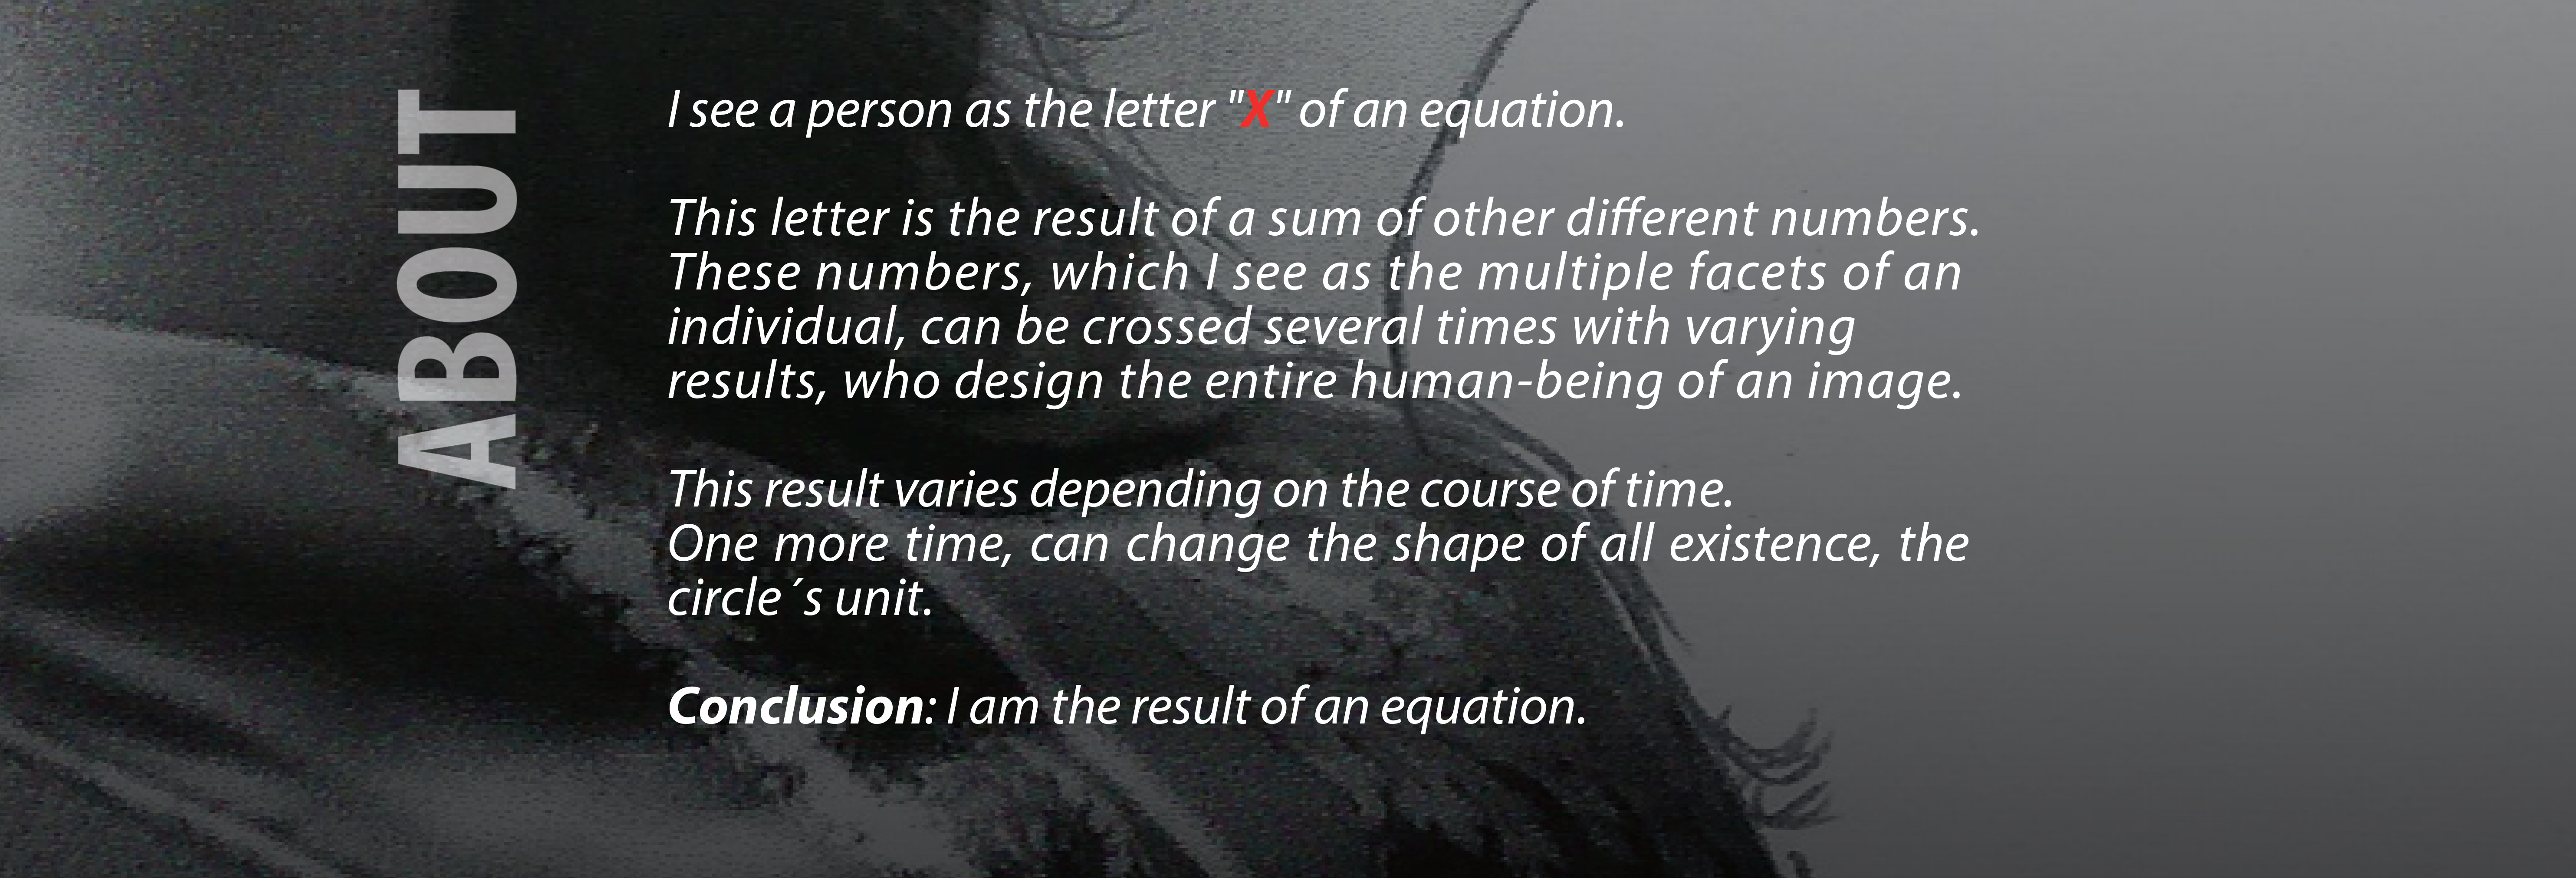 ABOUT
I see a person as the letter "X" of an equation.
This letter is the result of a sum of other different numbers.
These numbers, which I see as the multiple facets of an
individual, can be crossed several times with varying
results, who design the entire human-being of an image.
This result varies depending on the course of time.
One more time, can change the shape of all existence, the
circle´s unit.
Conclusion: I am the result of an equation.